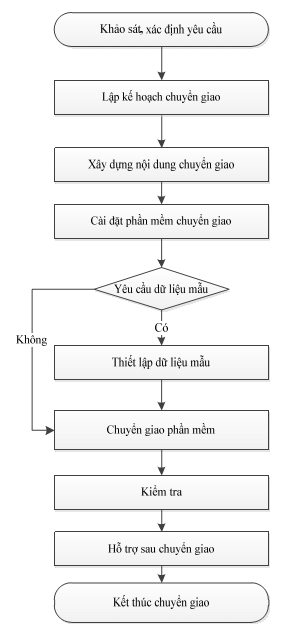 Khảo sát, xác định yêu cầu
Lập kế hoạch chuyển giao
Xây dựng nội dung chuyển giao
Cài đặt phần mềm chuyển giao
Yêu cầu dữ liệu mẫu
Có
Không
Thiết lập dữ liệu mẫu
Chuyển giao phần mềm
Kiểm tra
Hỗ trợ sau chuyển giao
Kết thúc chuyển giao